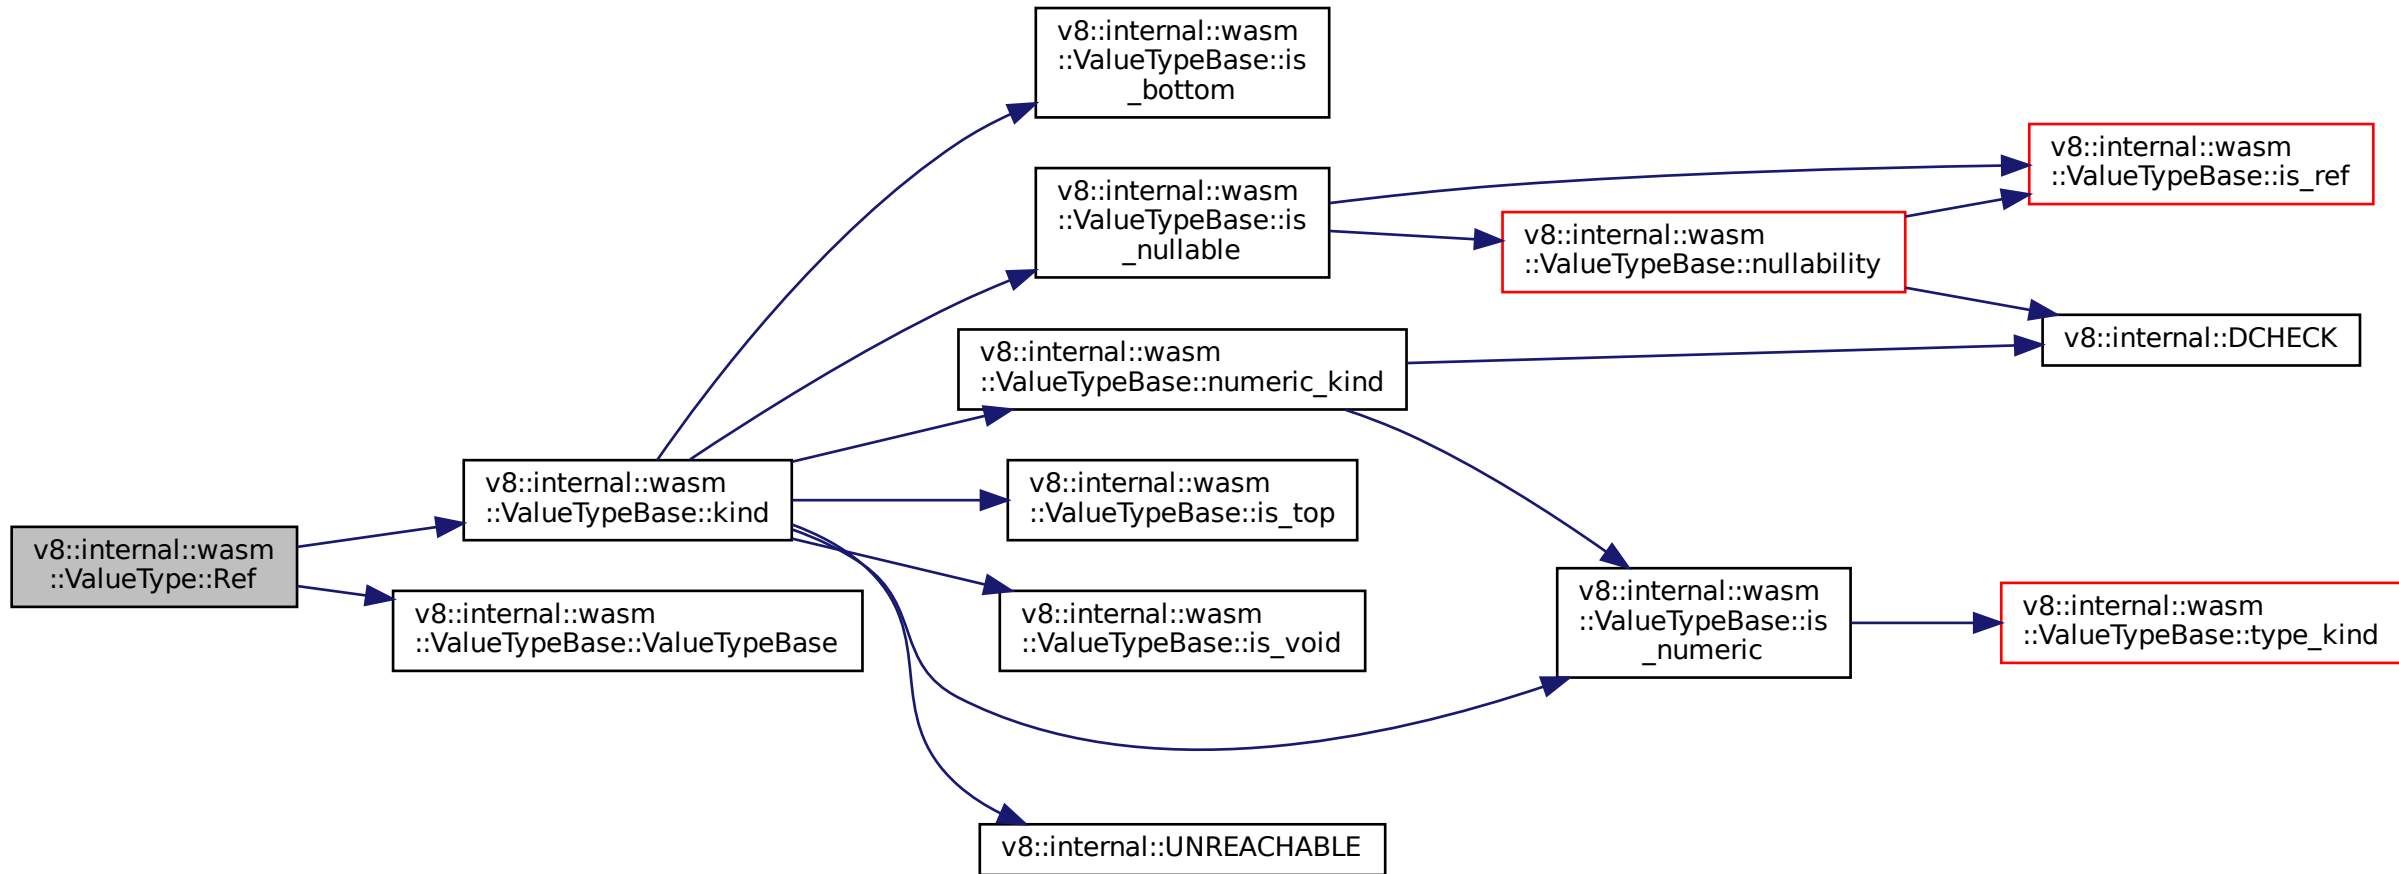 v8::internal::wasm
::ValueTypeBase::is
_bottom
v8::internal::wasm
::ValueTypeBase::is_ref
v8::internal::wasm
::ValueTypeBase::is
_nullable
v8::internal::wasm
::ValueTypeBase::nullability
v8::internal::DCHECK
v8::internal::wasm
::ValueTypeBase::numeric_kind
v8::internal::wasm
::ValueTypeBase::kind
v8::internal::wasm
::ValueTypeBase::is_top
v8::internal::wasm
::ValueType::Ref
v8::internal::wasm
::ValueTypeBase::ValueTypeBase
v8::internal::wasm
::ValueTypeBase::is_void
v8::internal::wasm
::ValueTypeBase::is
_numeric
v8::internal::wasm
::ValueTypeBase::type_kind
v8::internal::UNREACHABLE